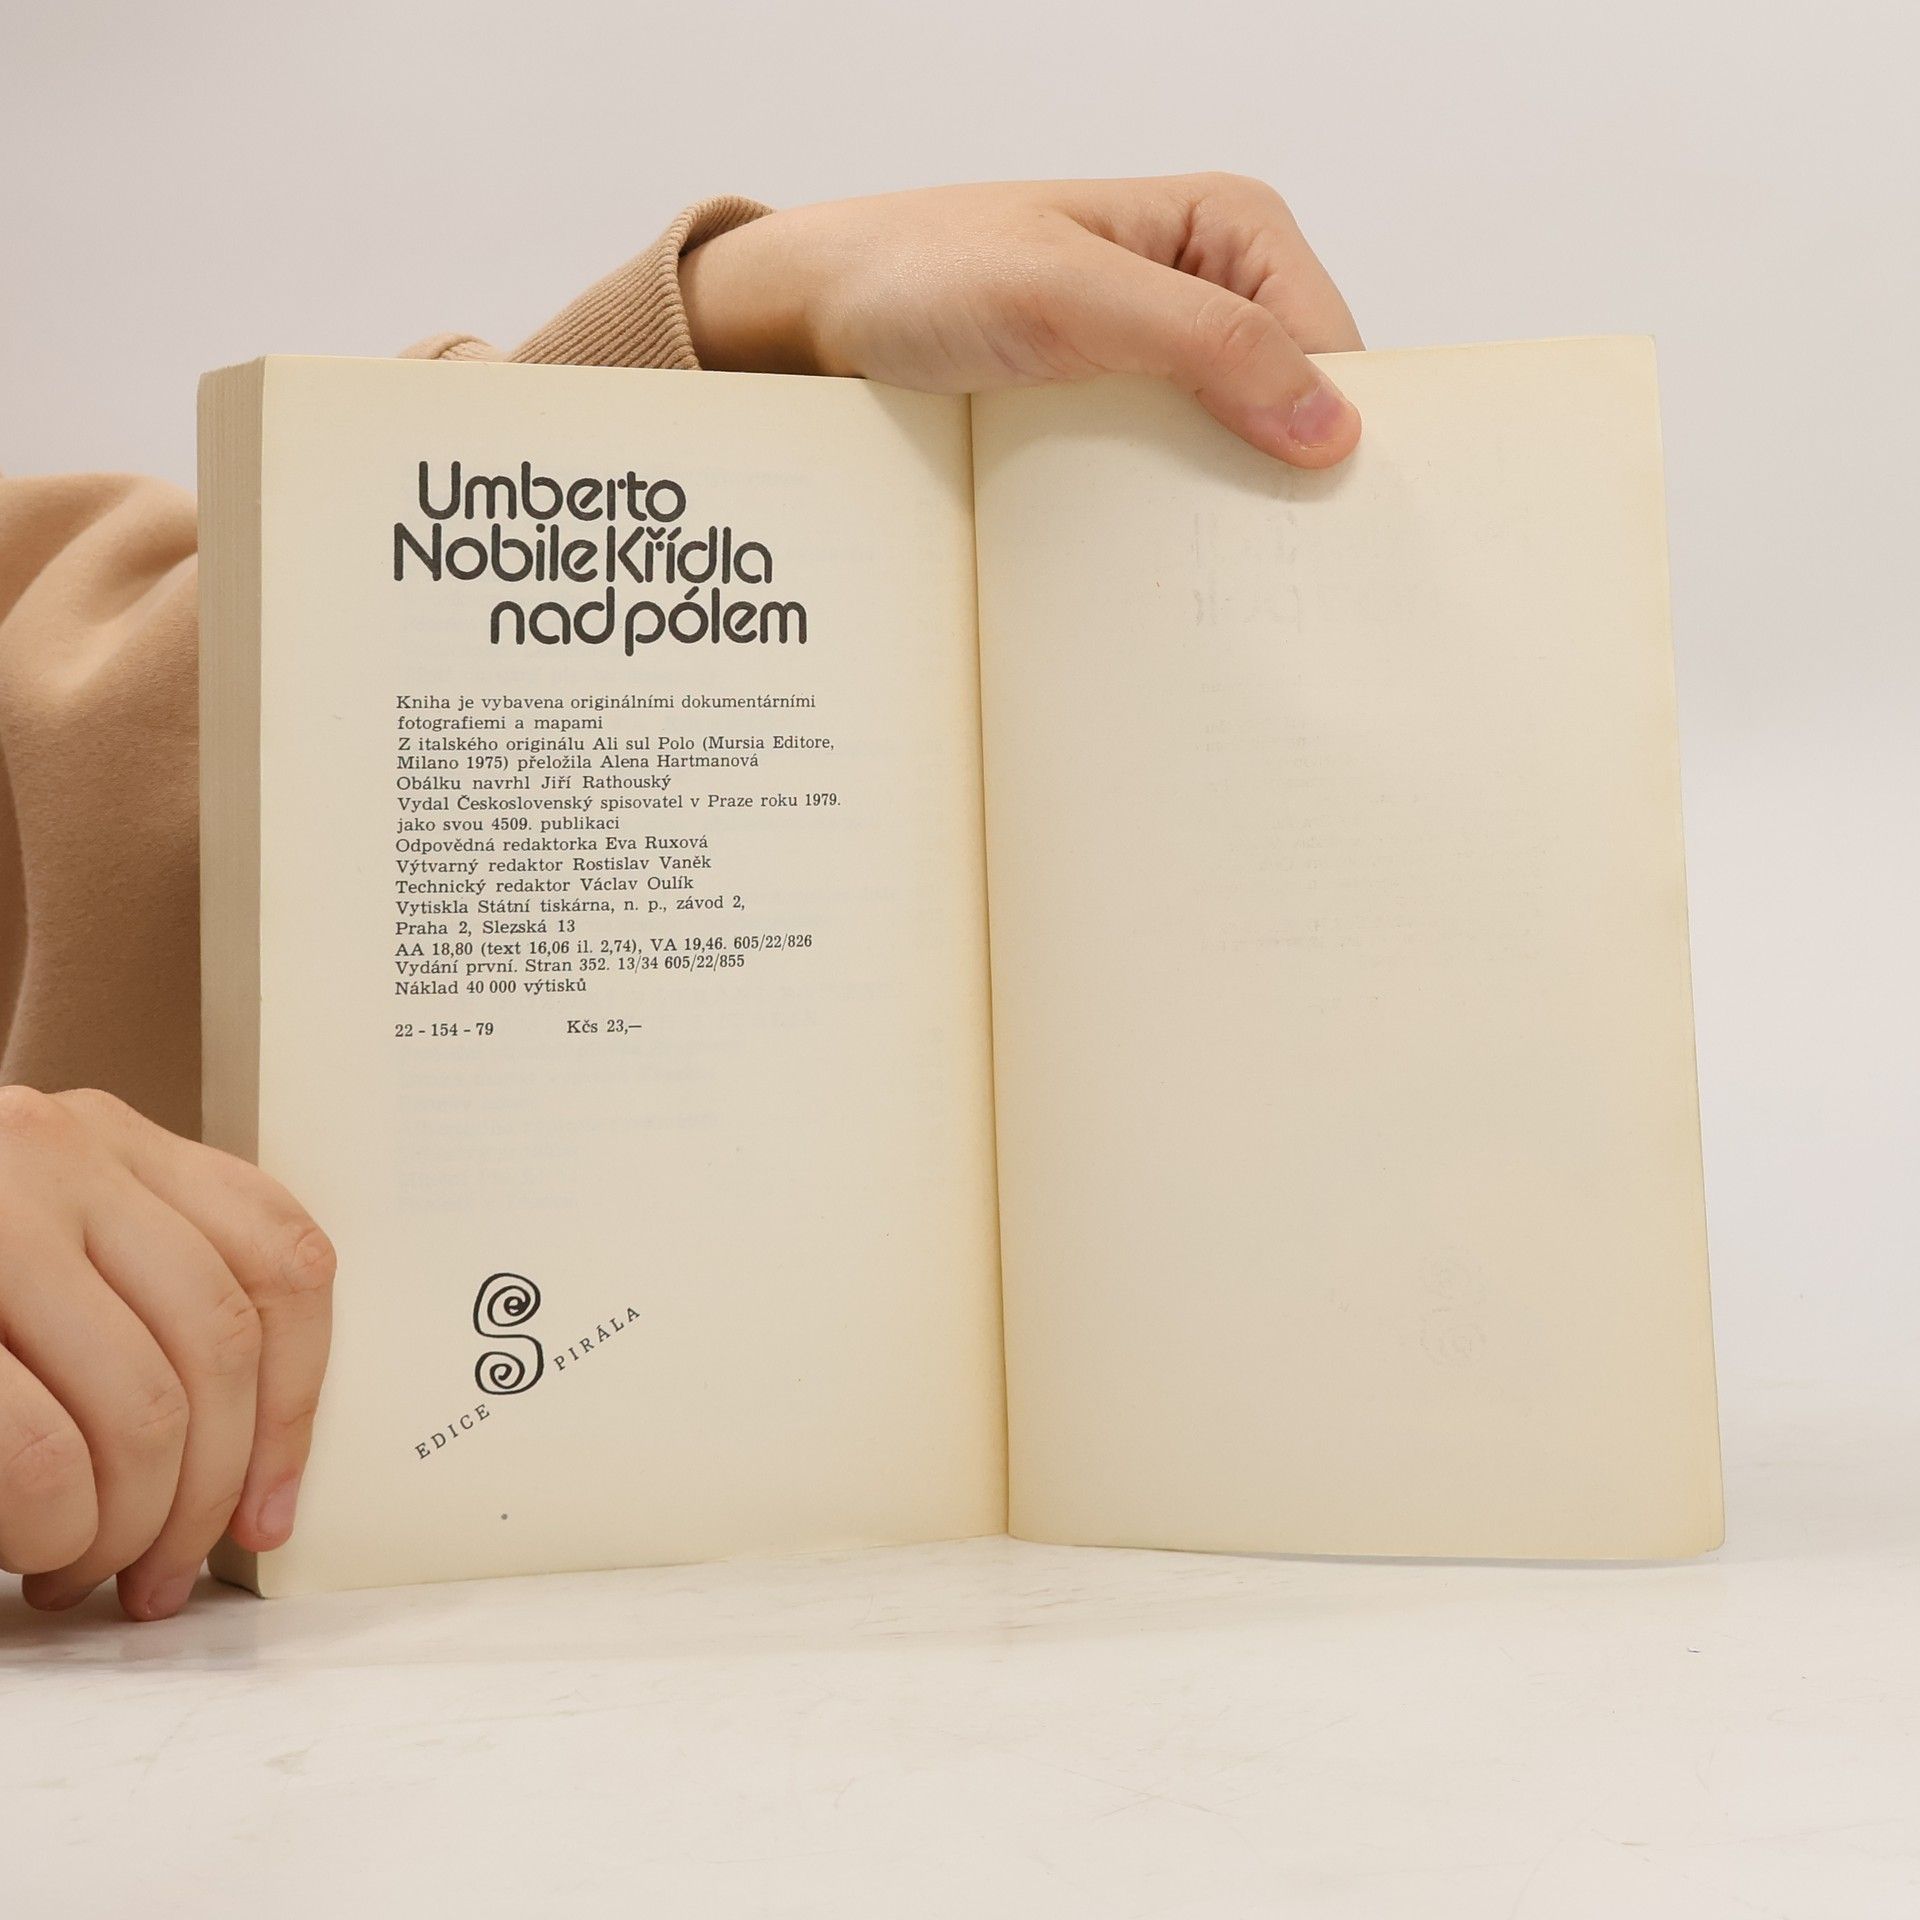 Umberto
Nobile Křídla
nad pólem
Kniha je vybavena originálními dokumentárními
fotografiemi a mapami
Z italského originálu Ali sul Polo (Mursia Editore,
Milano 1975) přeložila Alena Hartmanová
Obálku navrhl Jiří Rathouský
Vydal Československý spisovatel v Praze roku 1979.
jako svou 4509. publikaci
Odpovědná redaktorka Eva Ruxová
Výtvarný redaktor Rostislav Vaněk
Technický redaktor Václav Oulík
Vytiskla Státní tiskárna, n. p., závod 2,
Praha 2, Slezská 13
AA 18,80 (text 16,06 il. 2,74), VA 19,46. 605/22/826
Vydání první. Stran 352. 13/34 605/22/855
Náklad 40 000 výtisků
22 - 154 - 79 Kčs 23,—
EDICE SPIRÁLA